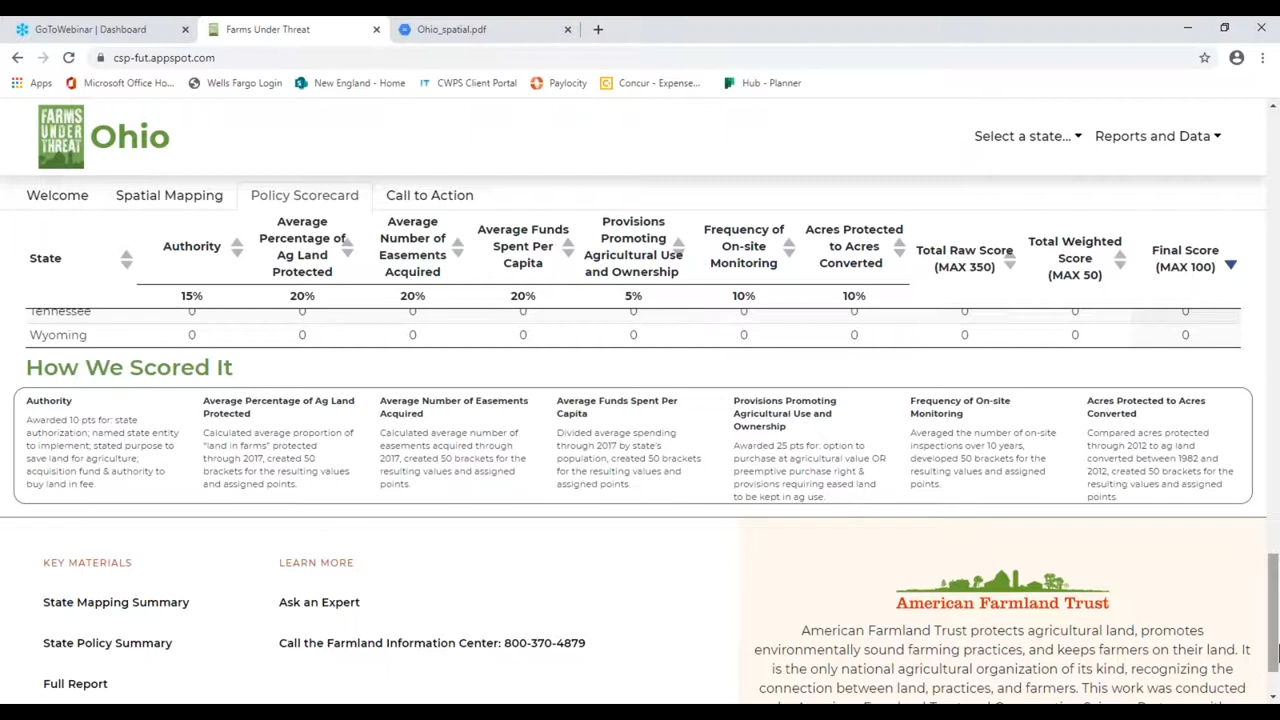 GoToWebinar | Dashboard
Farms Under Threat
Ohio_spatial.pdf
csp-fut.appspot.com
Apps
Microsoft Office Ho...
Wells Fargo Login
New England - Home
IT CWPS Client Portal
Paylocity
Concur - Expense...
Hub - Planner
FARMS
UNDER
THREAT
Ohio
Select a state...
Reports and Data
Welcome
Spatial Mapping
Policy Scorecard
Call to Action
State
Authority
Average
Percentage of
Ag Land
Protected
Average
Number of
Easements
Acquired
Average Funds
Spent Per
Capita
Provisions
Promoting
Agricultural Use
and Ownership
Frequency of
On-site
Monitoring
Acres Protected
to Acres
Converted
Total Raw Score
(MAX 350)
Total Weighted
Score
(MAX 50)
Final Score
(MAX 100)
15% 20% 20% 20% 5% 10% 10%
Tennessee 0 0 0 0 0 0 0 0 0 0
Wyoming 0 0 0 0 0 0 0 0 0 0
How We Scored It
Authority
Awarded 10 pts for: state
authorization; named state entity
to implement; stated purpose to
save land for agriculture;
acquisition fund & authority to
buy land in fee.
Average Percentage of Ag Land
Protected
Calculated average proportion of
"land in farms" protected
through 2017, created 50
brackets for the resulting values
and assigned points.
Average Number of Easements
Acquired
Calculated average number of
easements acquired through
2017, created 50 brackets for the
resulting values and assigned
points.
Average Funds Spent Per
Capita
Divided average spending
through 2017 by state's
population, created 50 brackets
for the resulting values and
assigned points.
Provisions Promoting
Agricultural Use and
Ownership
Awarded 25 pts for: option to
purchase at agricultural value OR
preemptive purchase right &
provisions requiring eased land
to be kept in ag use.
Frequency of On-site
Monitoring
Averaged the number of on-site
inspections over 10 years,
developed 50 brackets for the
resulting values and assigned
points.
Acres Protected to Acres
Converted
Compared acres protected
through 2012 to ag land
converted between 1982 and
2012, created 50 brackets for the
resulting values and assigned
points.
KEY MATERIALS
State Mapping Summary
State Policy Summary
Full Report
LEARN MORE
Ask an Expert
Call the Farmland Information Center: 800-370-4879
American Farmland Trust
American Farmland Trust protects agricultural land, promotes
environmentally sound farming practices, and keeps farmers on their land. It
is the only national agricultural organization of its kind, recognizing the
connection between land, practices, and farmers. This work was conducted